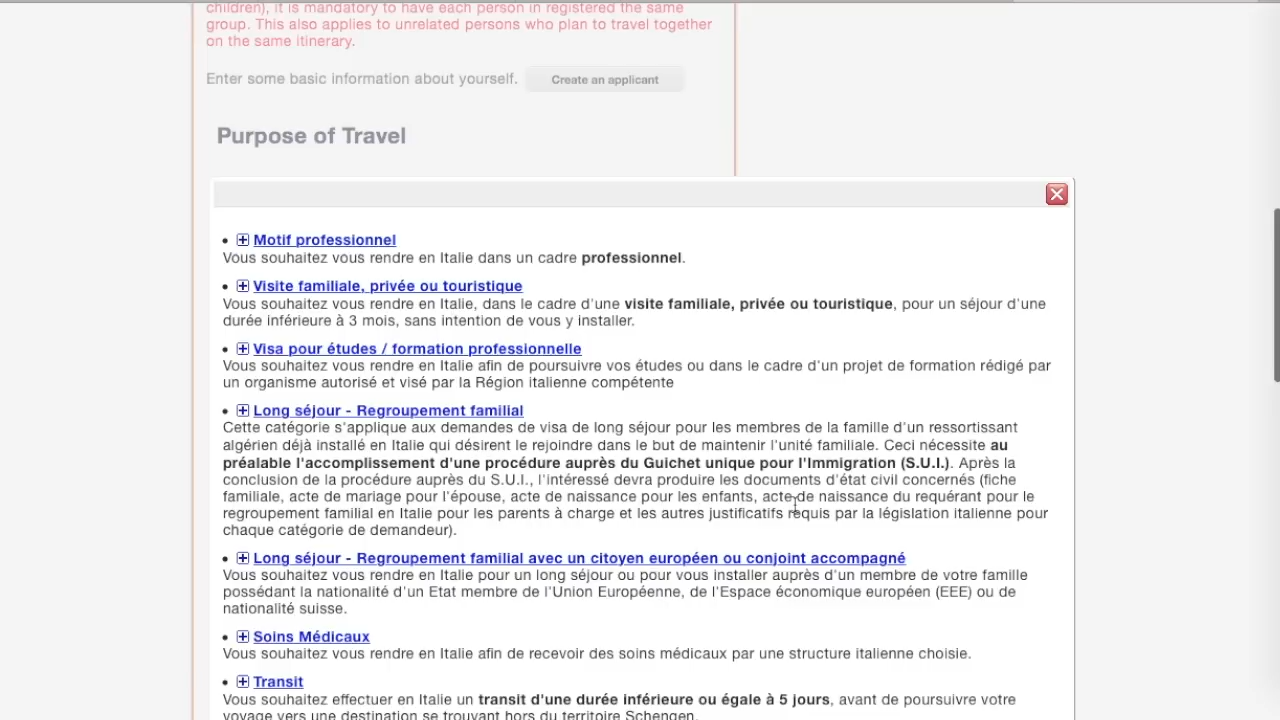 children), it is mandatory to have each person in registered the same
group. This also applies to unrelated persons who plan to travel together
on the same itinerary.
Enter some basic information about yourself. Create an applicant
Purpose of Travel
• Motif professionnel
Vous souhaitez vous rendre en Italie dans un cadre professionnel.
• Visite familiale, privée ou touristique
Vous souhaitez vous rendre en Italie, dans le cadre d'une visite familiale, privée ou touristique, pour un séjour d'une
durée inférieure à 3 mois, sans intention de vous y installer.
• Visa pour études / formation professionnelle
Vous souhaitez vous rendre en Italie afin de poursuivre vos études ou dans le cadre d'un projet de formation rédigé par
un organisme autorisé et visé par la Région italienne compétente
• Long séjour - Regroupement familial
Cette catégorie s'applique aux demandes de visa de long séjour pour les membres de la famille d'un ressortissant
algérien déjà installé en Italie qui désirent le rejoindre dans le but de maintenir l'unité familiale. Ceci nécessite au
préalable l'accomplissement d'une procédure auprès du Guichet unique pour l'Immigration (S.U.I.). Après la
conclusion de la procédure auprès du S.U.I., l'intéressé devra produire les documents d'état civil concernés (fiche
familiale, acte de mariage pour l'épouse, acte de naissance pour les enfants, acte de naissance du requérant pour le
regroupement familial en Italie pour les parents à charge et les autres justificatifs requis par la législation italienne pour
chaque catégorie de demandeur).
• Long séjour - Regroupement familial avec un citoyen européen ou conjoint accompagné
Vous souhaitez vous rendre en Italie pour un long séjour ou pour vous installer auprès d'un membre de votre famille
possédant la nationalité d'un Etat membre de l'Union Européenne, de l'Espace économique européen (EEE) ou de
nationalité suisse.
• Soins Médicaux
Vous souhaitez vous rendre en Italie afin de recevoir des soins médicaux par une structure italienne choisie.
• Transit
Vous souhaitez effectuer en Italie un transit d'une durée inférieure ou égale à 5 jours, avant de poursuivre votre
voyage vers une destination se trouvant hors du territoire Schengen.